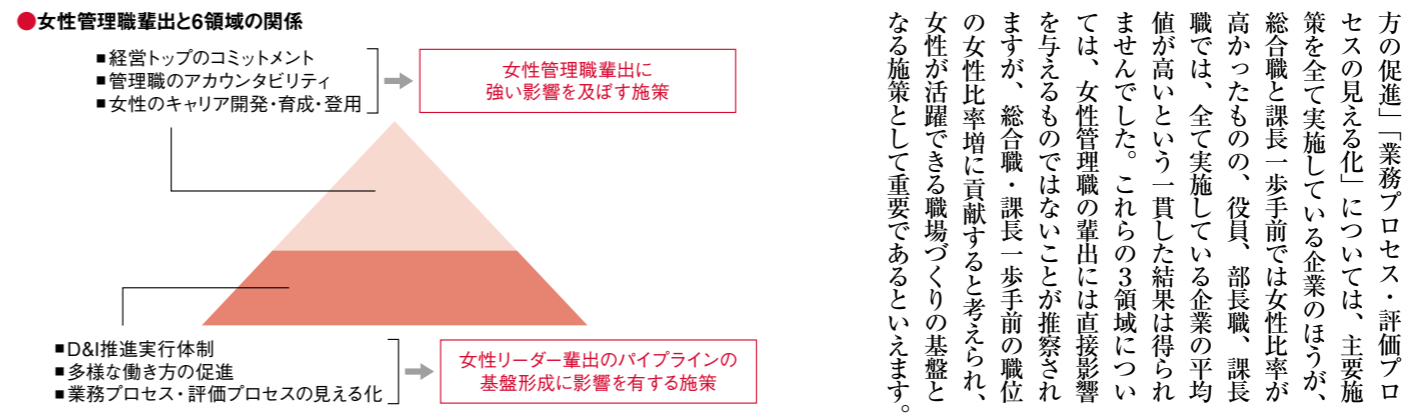 ●女性管理職輩出と6領域の関係
■経営トップのコミットメント
■管理職のアカウンタビリティ
■女性のキャリア開発・育成・登用
女性管理職輩出に
強い影響を及ぼす施策
■D&I推進実行体制
■多様な働き方の促進
■業務プロセス・評価プロセスの見える化
女性リーダー輩出のパイプラインの
基盤形成に影響を有する施策
方の促進」「業務プロセス・評価プロ
セスの見える化」については、主要施
策を全て実施している企業のほうが、
総合職と課長一歩手前では女性比率が
高かったものの、役員、部長職、課長
職では、全て実施している企業の平均
値が高いという一貫した結果は得られ
ませんでした。これらの3領域につい
ては、女性管理職の輩出には直接影響
を与えるものではないことが推察され
ますが、総合職・課長一歩手前の職位
の女性比率増に貢献すると考えられ、
女性が活躍できる職場づくりの基盤と
なる施策として重要であるといえます。